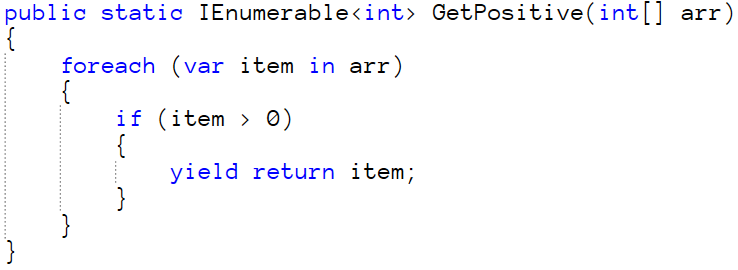 public static IEnumerable<int> GetPositive(int[] arr)
{
    foreach (var item in arr)
    {
        if (item > 0)
        {
            yield return item;
        }
    }
}